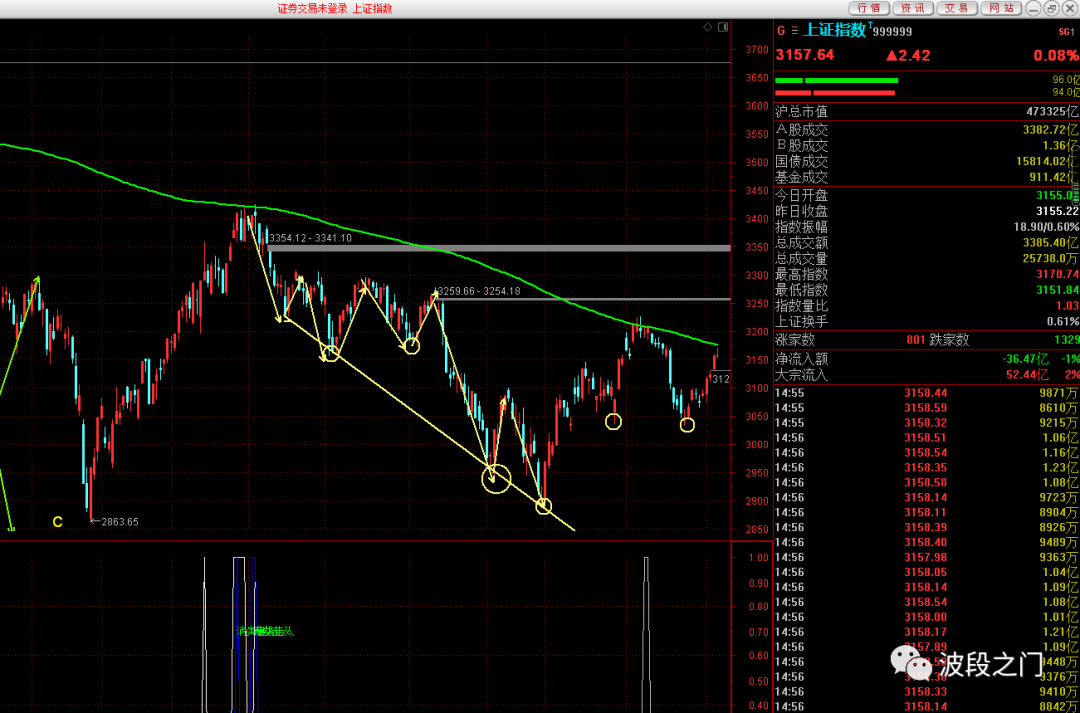 证券交易未登录 上证指数
行情 资讯 交易 网站
G 上证指数 T 999999 SG1
3157.64 ▲2.42 0.08%
96.0亿
94.0亿
沪总市值 473325亿
A股成交 3382.72亿
B股成交 1.36亿
国债成交 15814.02亿
基金成交 911.42亿
今日开盘 3155.0
昨日收盘 3155.22
指数振幅 18.90/0.60%
总成交额 3385.40亿
总成交量 25738.0万
最高指数 3170.74
最低指数 3151.84
指数量比 1.03
上证换手 0.61%
涨家数 801 跌家数 1329
净流入额 -36.47亿 -1%
大宗流入 52.44亿 2%
14:55 3158.44 9871万
14:55 3158.59 8610万
14:55 3158.32 9215万
14:56 3158.51 1.06亿
14:56 3158.54 1.16亿
14:56 3158.35 1.23亿
14:56 3158.58 1.08亿
14:56 3158.14 9723万
14:56 3158.11 8904万
14:56 3158.39 8926万
14:56 3158.40 9489万
14:56 3157.98 9363万
14:56 3158.05 1.04亿
14:56 3158.14 1.09亿
14:56 3158.54 1.08亿
14:56 3158.00 1.01亿
14:56 3158.17 1.21亿
14:56 3157.89 1.09亿
14:56 9448万
14:56 9376万
14:56 3158.33 9410万
14:56 3158.14 8842万
波段之门
3700
3650
3600
3550
3500
3450
3400
3350
3300
3250
3200
3150
3100
3050
3000
2950
2900
2850
3354.12 - 3341.10
3259.66 - 3254.18
312
C
2863.65
1.00
0.90
0.80
0.70
0.60
0.50
0.40